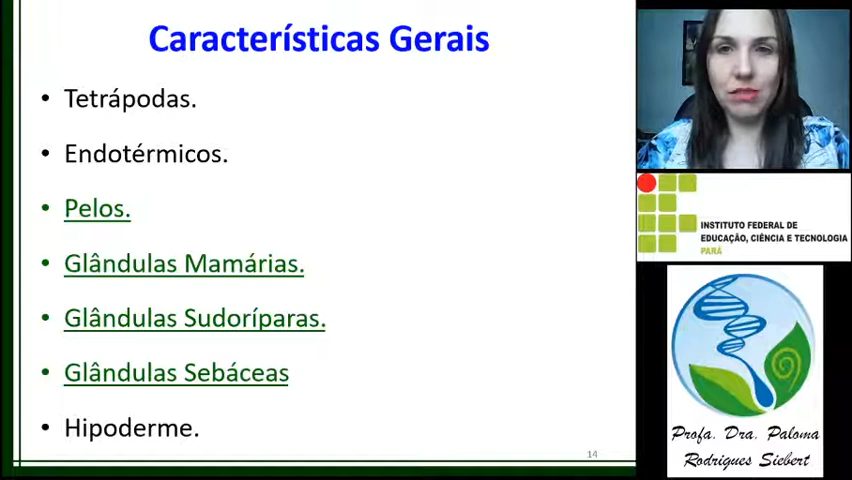 Características Gerais
• Tetrápodas.
• Endotérmicos.
• Pelos.
• Glândulas Mamárias.
• Glândulas Sudoríparas.
• Glândulas Sebáceas
• Hipoderme.
14
INSTITUTO FEDERAL DE
EDUCAÇÃO, CIÊNCIA E TECNOLOGIA
PARÁ
Profa. Dra. Paloma
Rodrigues Siebert